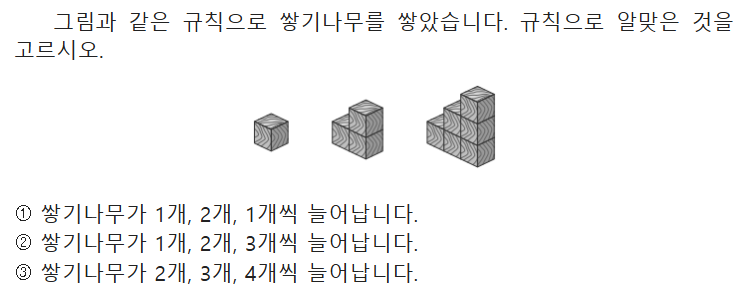 그림과 같은 규칙으로 쌓기나무를 쌓았습니다. 규칙으로 알맞은 것을
고르시오.
① 쌓기나무가 1개, 2개, 1개씩 늘어납니다.
② 쌓기나무가 1개, 2개, 3개씩 늘어납니다.
③ 쌓기나무가 2개, 3개, 4개씩 늘어납니다.